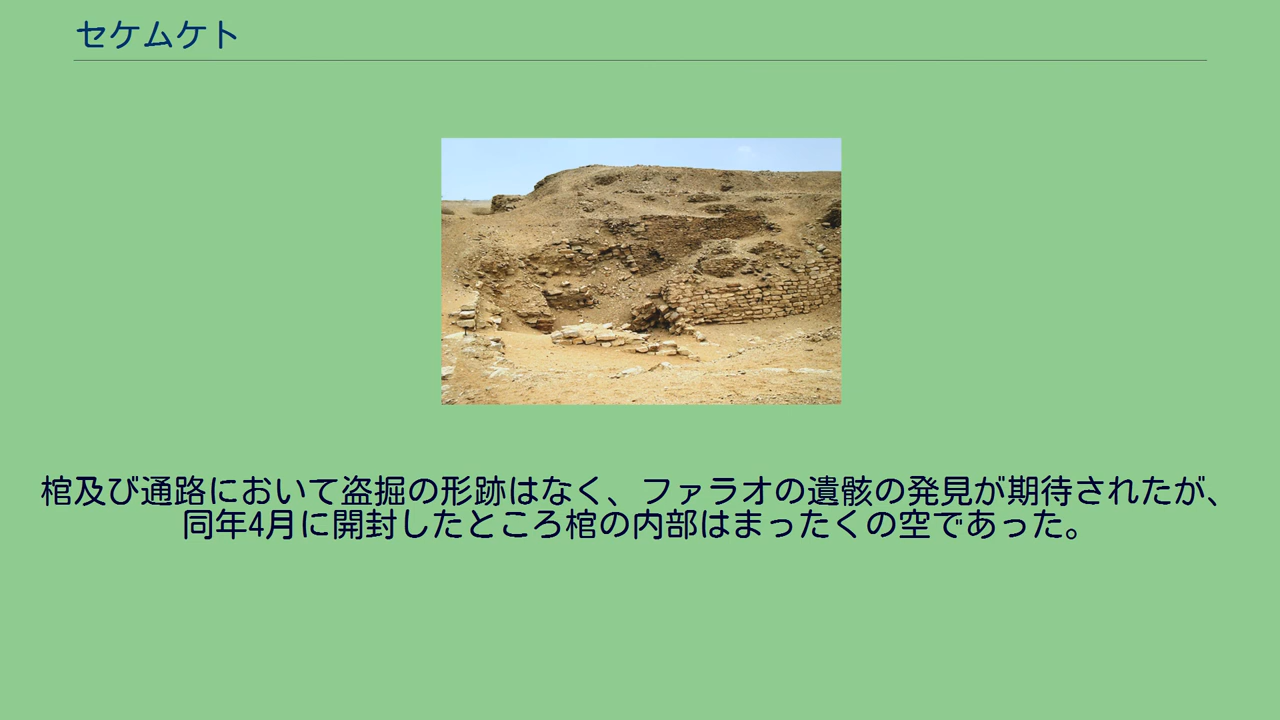 セケムケト
棺及び通路において盗掘の形跡はなく、ファラオの遺骸の発見が期待されたが、
同年4月に開封したところ棺の内部はまったくの空であった。